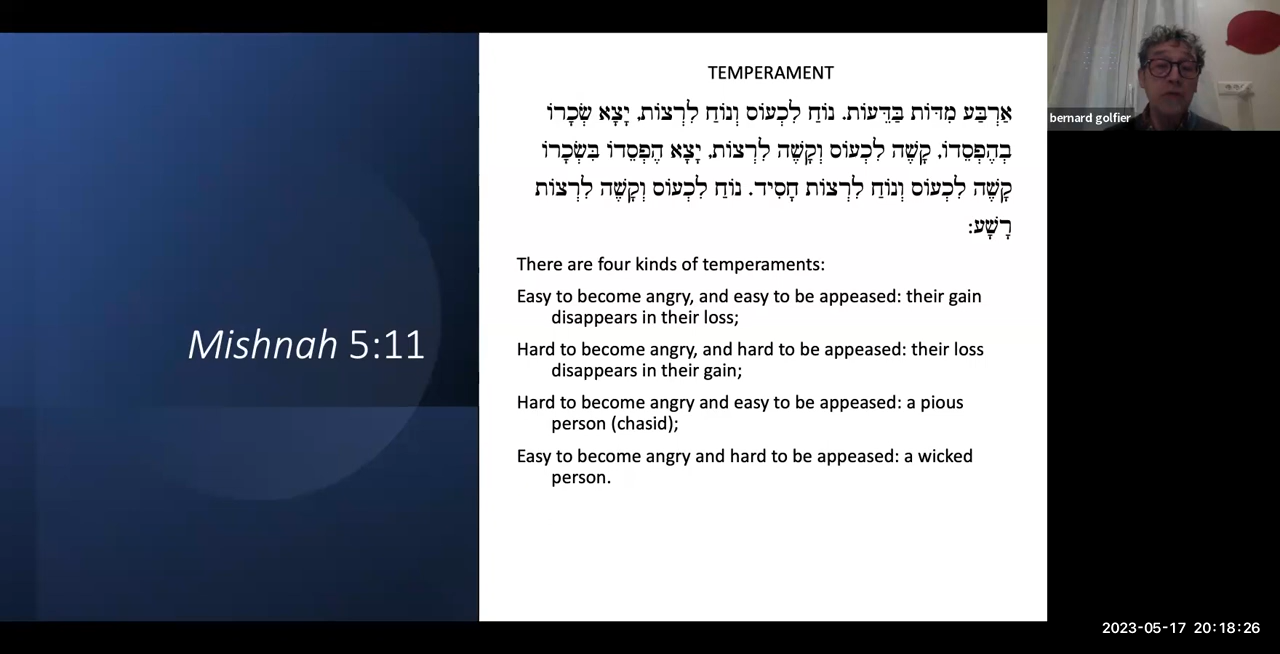 TEMPERAMENT
אַרְבַּע מִדּוֹת בַּדֵּעוֹת. נוֹחַ לִכְעוֹס וְנוֹחַ לִרְצוֹת, יָצָא שְׂכָרוֹ
בְהֶפְסֵדוֹ, קָשֶׁה לִכְעוֹס וְקָשֶׁה לִרְצוֹת, יָצָא הֶפְסֵדוֹ בִּשְׂכָרוֹ
קָשֶׁה לִכְעוֹס וְנוֹחַ לִרְצוֹת חָסִיד. נוֹחַ לִכְעוֹס וְקָשֶׁה לִרְצוֹת
רָשָׁע:
There are four kinds of temperaments:
Easy to become angry, and easy to be appeased: their gain
disappears in their loss;
Hard to become angry, and hard to be appeased: their loss
disappears in their gain;
Hard to become angry and easy to be appeased: a pious
person (chasid);
Easy to become angry and hard to be appeased: a wicked
person.
Mishnah 5:11
bernard golfier
2023-05-17 20:18:26